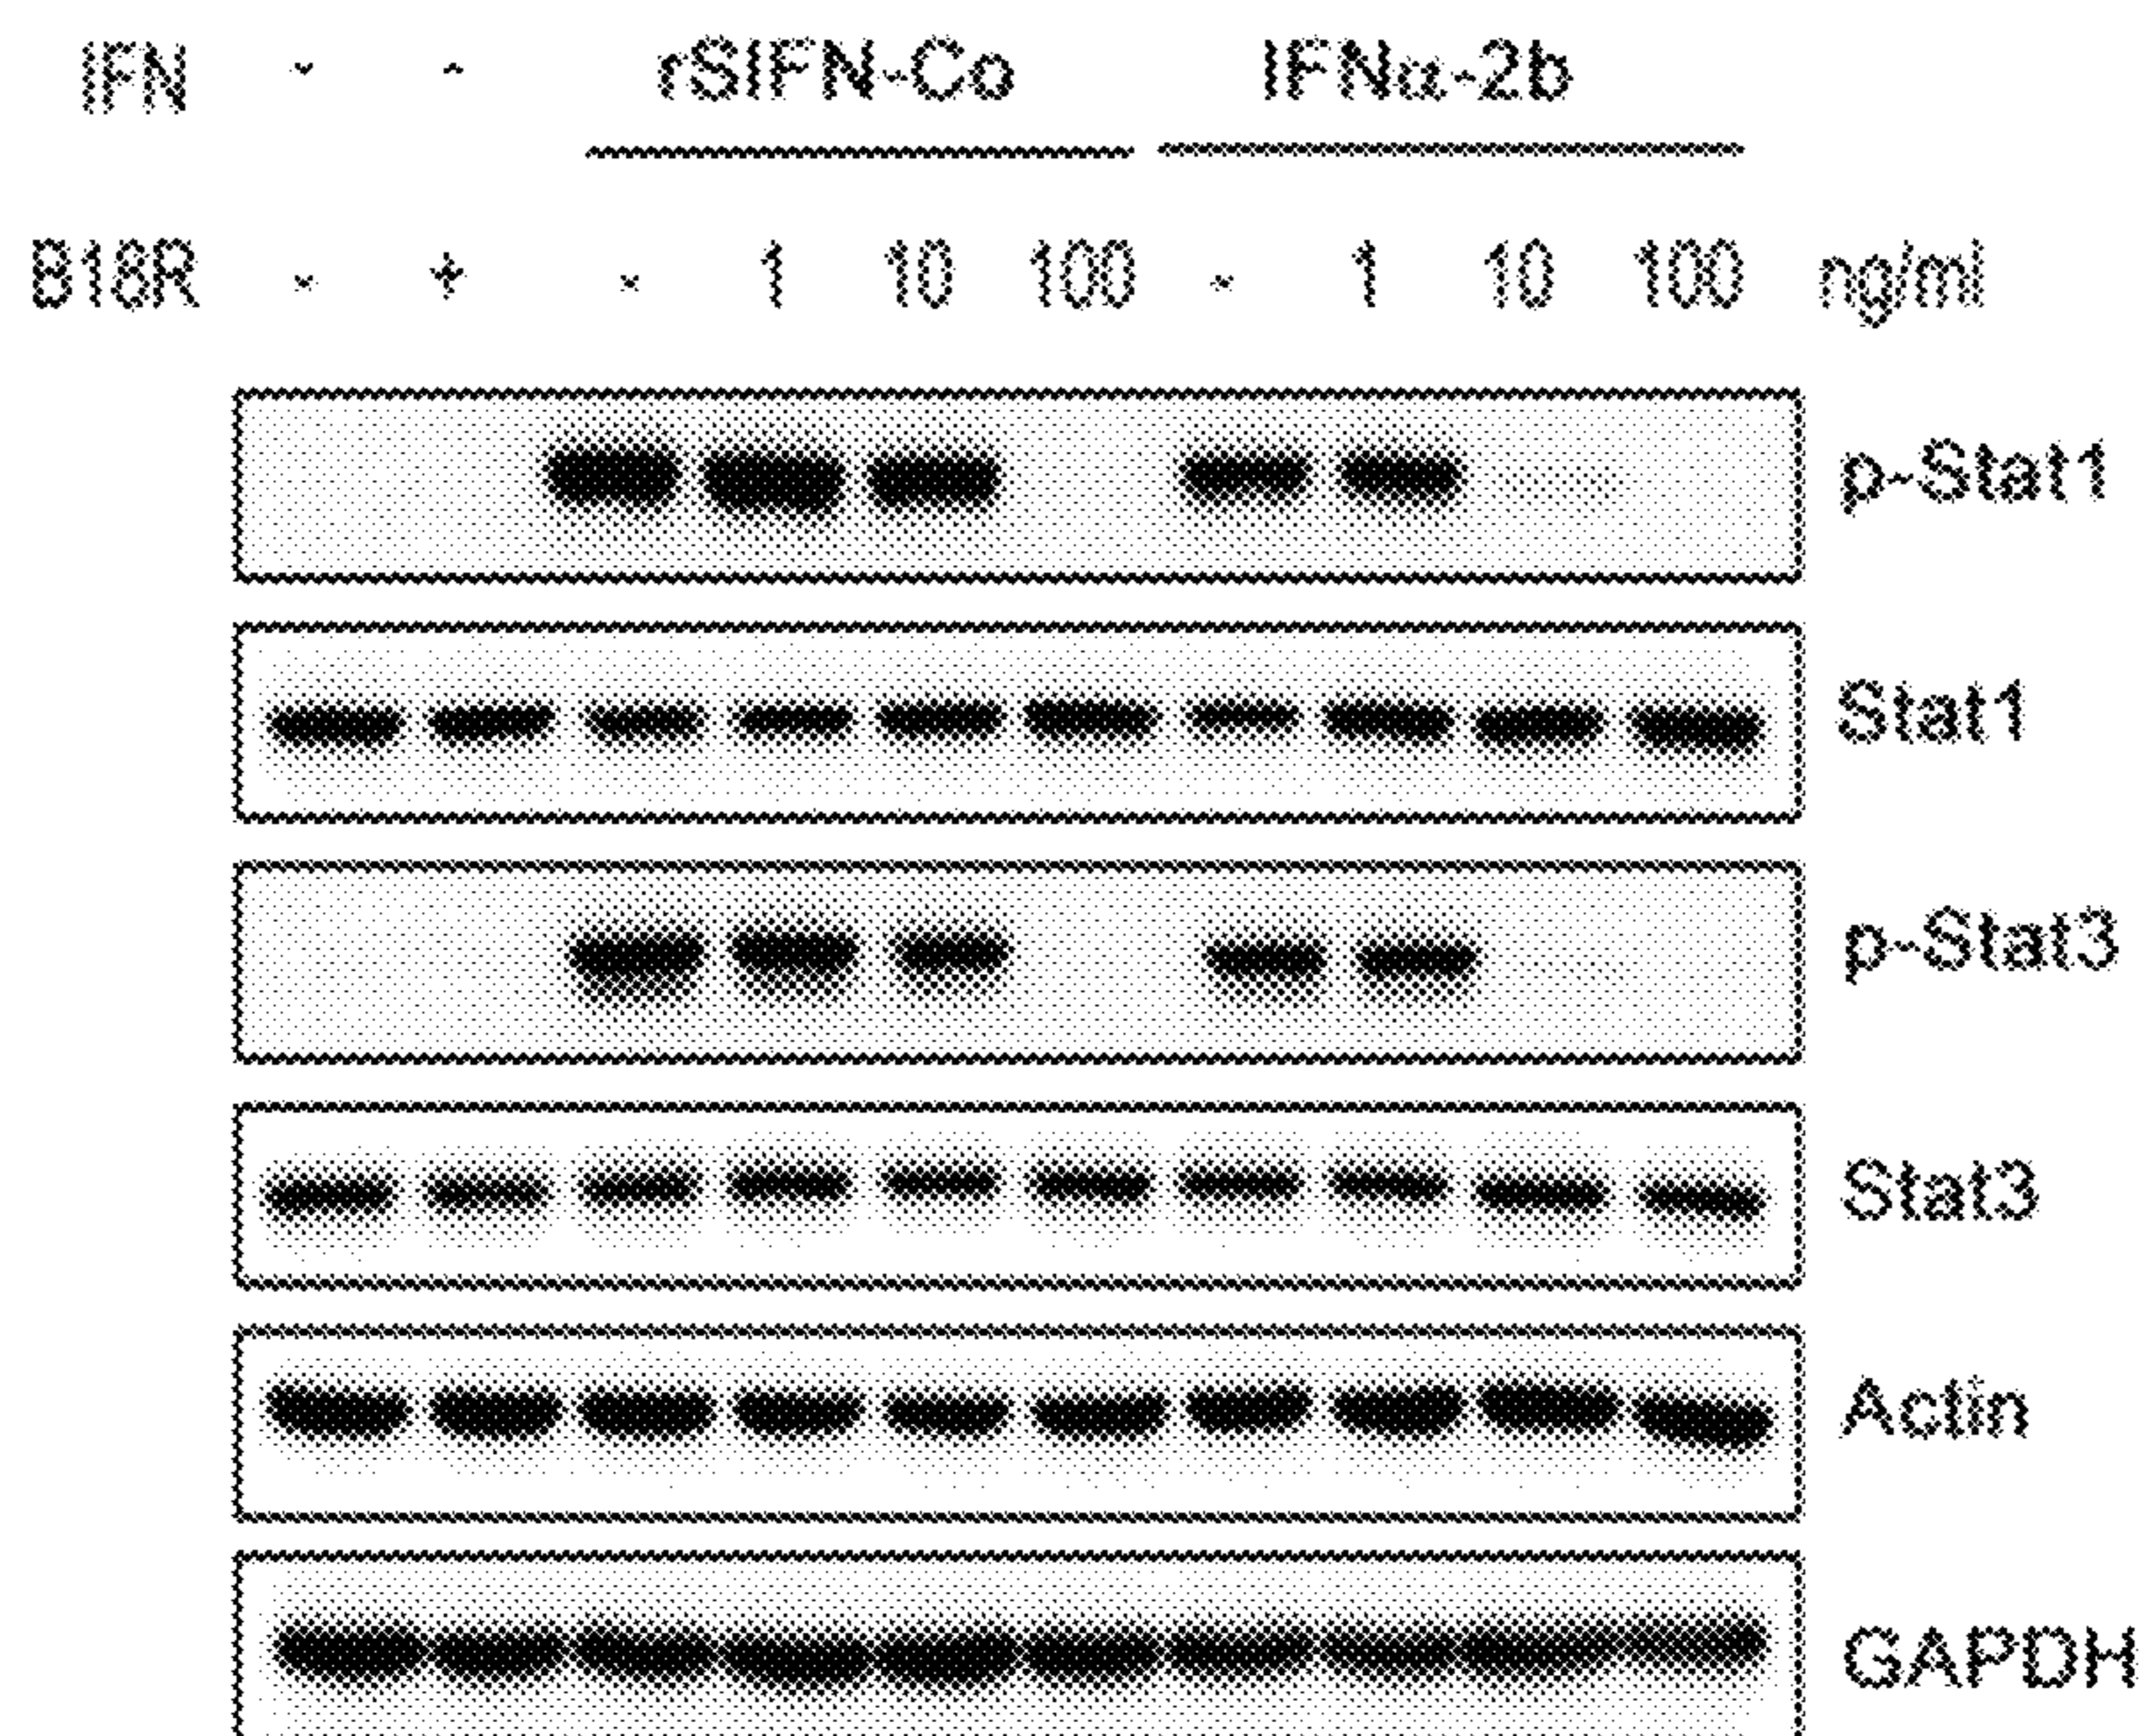 IFN - - rSIFN-Co IFNα-2b
B18R - + - 1 10 100 - 1 10 100 ng/ml
p-Stat1
Stat1
p-Stat3
Stat3
Actin
GAPDH